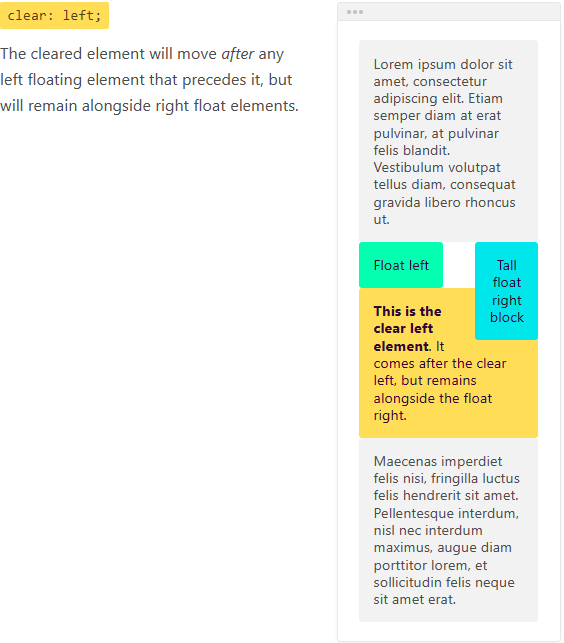 clear: left;
The cleared element will move after any
left floating element that precedes it, but
will remain alongside right float elements.
Lorem ipsum dolor sit
amet, consectetur
adipiscing elit. Etiam
semper diam at erat
pulvinar, at pulvinar
felis blandit.
Vestibulum volutpat
tellus diam, consequat
gravida libero rhoncus
ut.
Float left
Tall
float
right
block
This is the
clear left
element. It
comes after the clear
left, but remains
alongside the float
right.
Maecenas imperdiet
felis nisi, fringilla luctus
felis hendrerit sit amet.
Pellentesque interdum,
nisl nec interdum
maximus, augue diam
porttitor lorem, et
sollicitudin felis neque
sit amet erat.